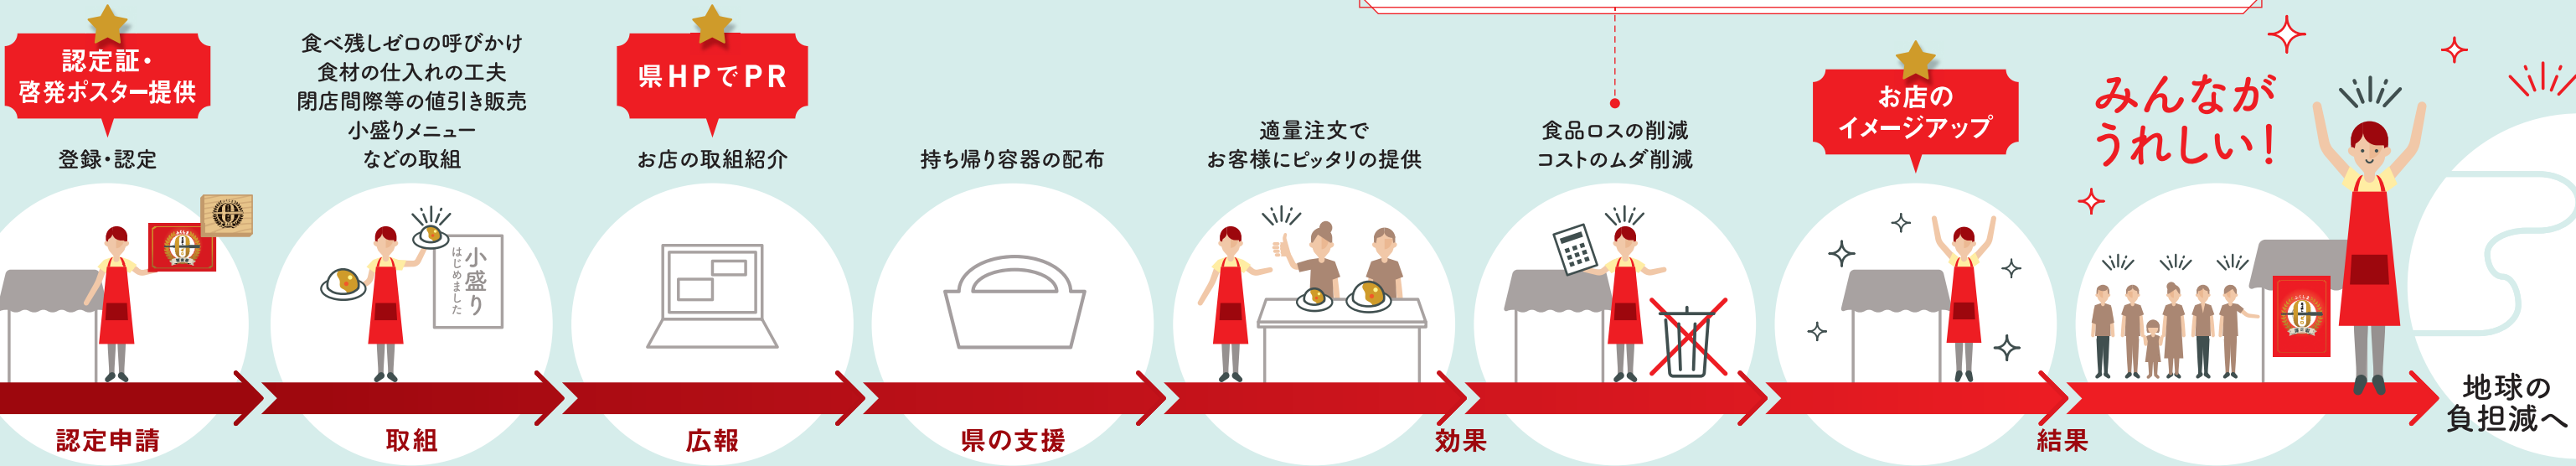 認定証・
啓発ポスター提供
登録・認定
食べ残しゼロの呼びかけ
食材の仕入れの工夫
閉店間際等の値引き販売
小盛りメニュー
などの取組
小盛り
はじめました
県HPでPR
お店の取組紹介
持ち帰り容器の配布
適量注文で
お客様にピッタリの提供
食品ロスの削減
コストのムダ削減
お店の
イメージアップ
みんなが
うれしい！
認定申請
取組
広報
県の支援
効果
結果
地球の
負担減へ